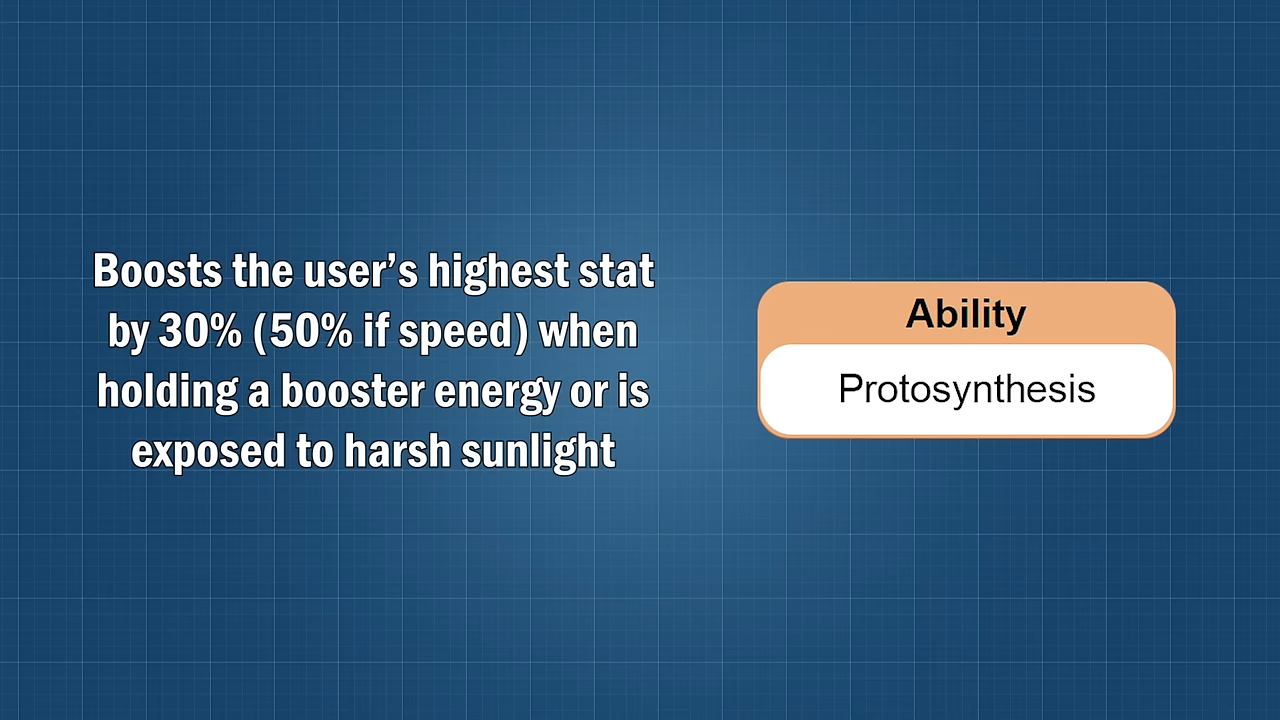 Boosts the user’s highest stat
by 30% (50% if speed) when
holding a booster energy or is
exposed to harsh sunlight
Ability
Protosynthesis